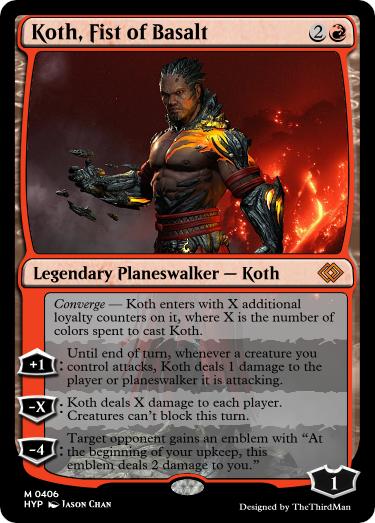 Koth, Fist of Basalt 2
Legendary Planeswalker — Koth
Converge — Koth enters with X additional
loyalty counters on it, where X is the number of
colors spent to cast Koth.
+1: Until end of turn, whenever a creature you
control attacks, Koth deals 1 damage to the
player or planeswalker it is attacking.
-X: Koth deals X damage to each player.
Creatures can't block this turn.
-4: Target opponent gains an emblem with “At
the beginning of your upkeep, this
emblem deals 2 damage to you.”
1
M 0406
HYP Jason Chan
Designed by TheThirdMan